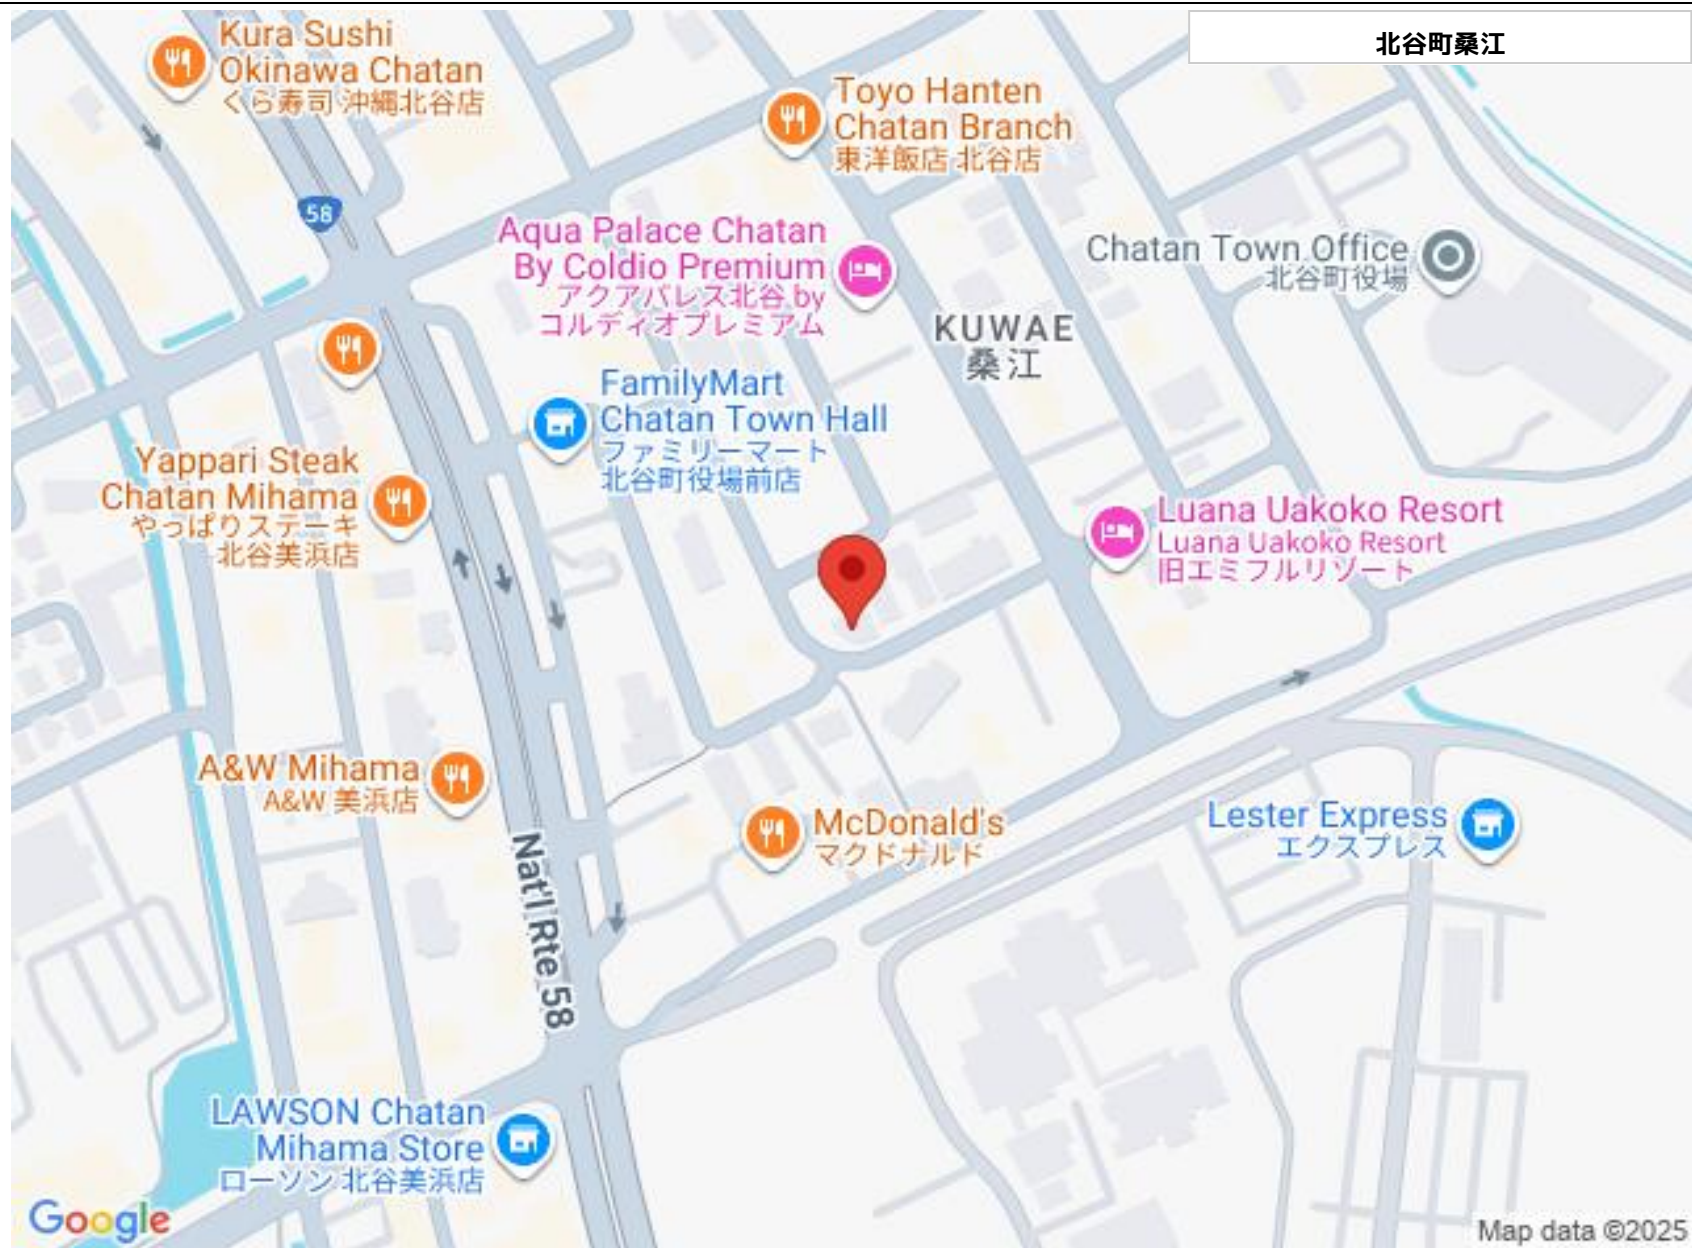 北谷町桑江
Kura Sushi
Okinawa Chatan
くら寿司 沖縄北谷店
Toyo Hanten
Chatan Branch
東洋飯店 北谷店
58
Aqua Palace Chatan
By Coldio Premium
アクアパレス北谷 by
コルディオプレミアム
Chatan Town Office
北谷町役場
KUWAE
桑江
FamilyMart
Chatan Town Hall
ファミリーマート
北谷町役場前店
Yappari Steak
Chatan Mihama
やっぱりステーキ
北谷美浜店
Luana Uakoko Resort
Luana Uakoko Resort
旧エミフルリゾート
A&W Mihama
A&W 美浜店
McDonald's
マクドナルド
Lester Express
エクスプレス
Nat'l Rte 58
LAWSON Chatan
Mihama Store
ローソン 北谷美浜店
Google
Map data ©2025